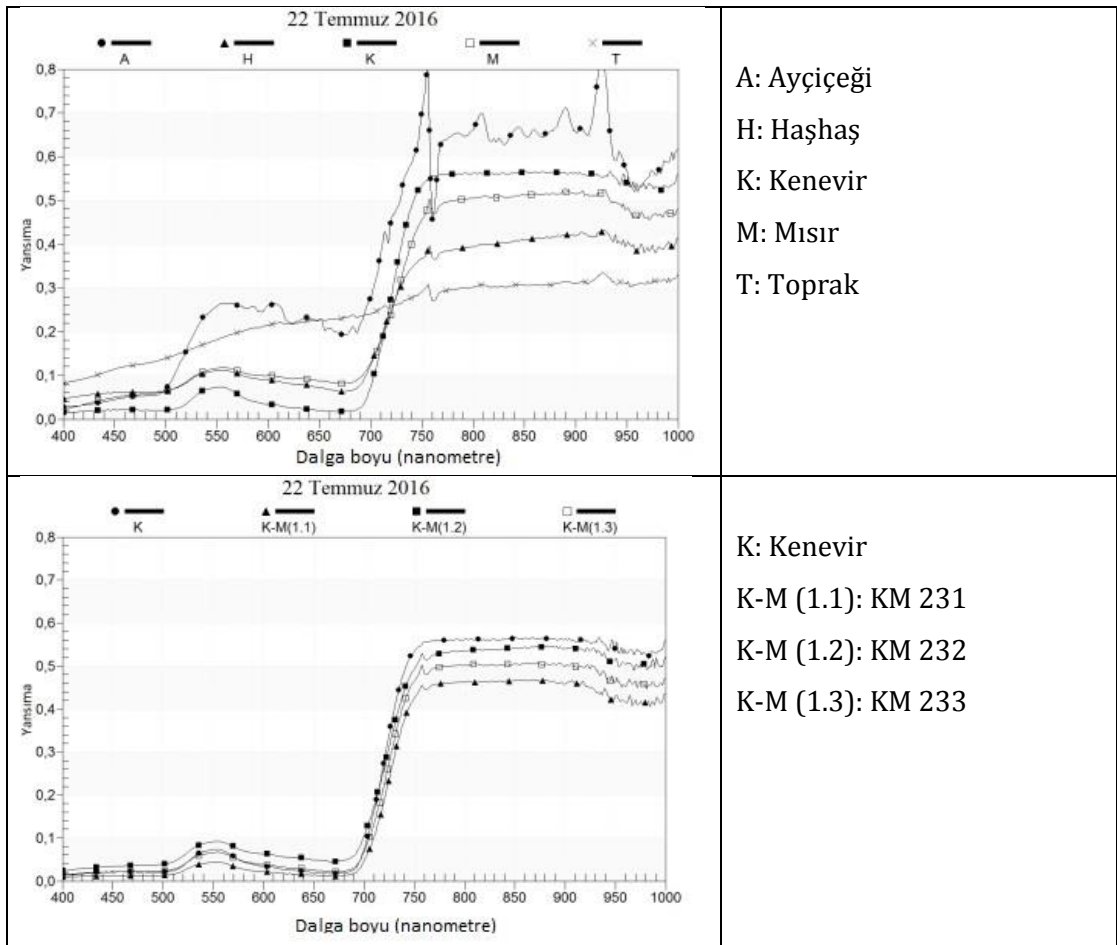 22 Temmuz 2016
A H K M T
0,8
0,7
0,6
0,5
0,4
0,3
0,2
0,1
0,0
Yansıma
400 450 500 550 600 650 700 750 800 850 900 950 1000
Dalga boyu (nanometre)
A: Ayçiçeği
H: Haşhaş
K: Kenevir
M: Mısır
T: Toprak
22 Temmuz 2016
K K-M(1.1) K-M(1.2) K-M(1.3)
0,8
0,7
0,6
0,5
0,4
0,3
0,2
0,1
0,0
Yansıma
400 450 500 550 600 650 700 750 800 850 900 950 1000
Dalga boyu (nanometre)
K: Kenevir
K-M (1.1): KM 231
K-M (1.2): KM 232
K-M (1.3): KM 233